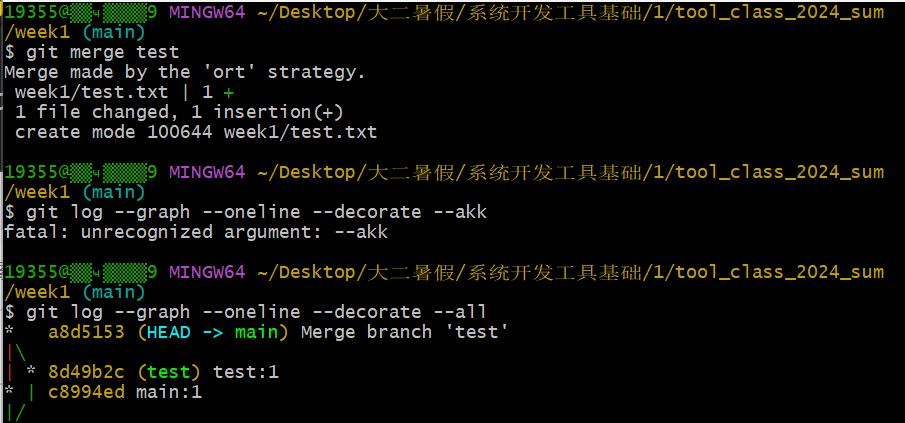 19355@▒▒ч▒▒▒▒9 MINGW64 ~/Desktop/大二暑假/系统开发工具基础/1/tool_class_2024_sum
/week1 (main)
$ git merge test
Merge made by the 'ort' strategy.
 week1/test.txt | 1 +
 1 file changed, 1 insertion(+)
 create mode 100644 week1/test.txt
19355@▒▒ч▒▒▒▒9 MINGW64 ~/Desktop/大二暑假/系统开发工具基础/1/tool_class_2024_sum
/week1 (main)
$ git log --graph --oneline --decorate --akk
fatal: unrecognized argument: --akk
19355@▒▒ч▒▒▒▒9 MINGW64 ~/Desktop/大二暑假/系统开发工具基础/1/tool_class_2024_sum
/week1 (main)
$ git log --graph --oneline --decorate --all
*   a8d5153 (HEAD -> main) Merge branch 'test'
|\
| * 8d49b2c (test) test:1
* | c8994ed main:1
|/